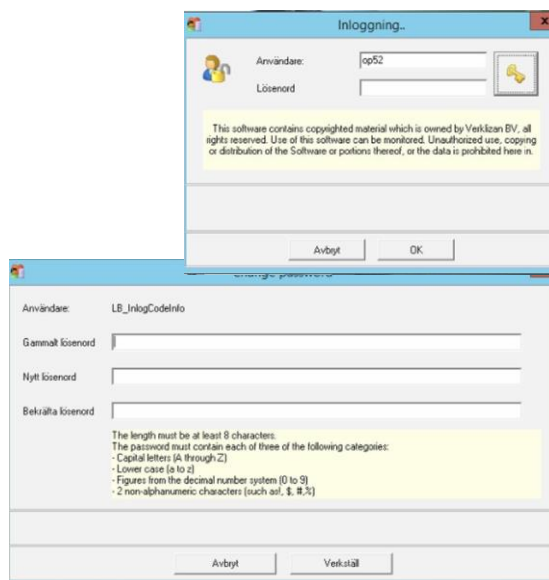 Inloggning..
x
Användare: op52
Lösenord
This software contains copyrighted material which is owned by Verklizan BV, all
rights reserved. Use of this software can be monitored. Unauthorized use, copying
or distribution of the Software or portions thereof, or the data is prohibited here in.
Avbryt OK
Change password
Användare: LB_InlogCodeInfo
Gammalt lösenord
Nytt lösenord
Bekräfta lösenord
The length must be at least 8 characters.
The password must contain each of three of the following categories:
- Capital letters (A through Z)
- Lower case (a to z)
- Figures from the decimal number system (0 to 9)
- 2 non-alphanumeric characters (such as!, $, #,%)
Avbryt Verkställ